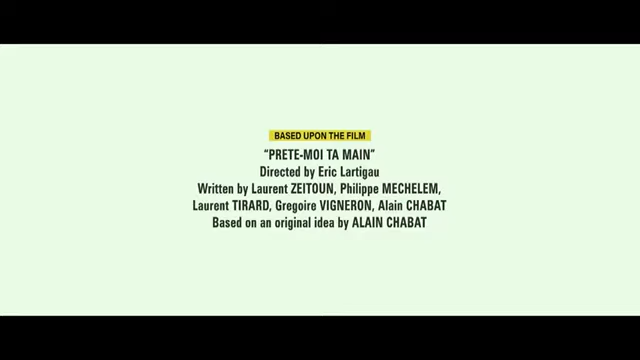 BASED UPON THE FILM
“PRETE-MOI TA MAIN”
Directed by Eric Lartigau
Written by Laurent ZEITOUN, Philippe MECHELEM,
Laurent TIRARD, Gregoire VIGNERON, Alain CHABAT
Based on an original idea by ALAIN CHABAT